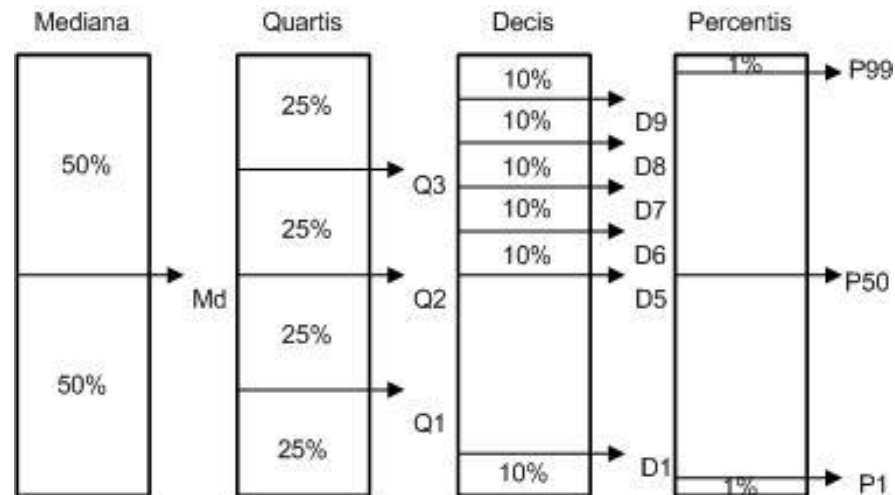 Mediana Quartis Decis Percentis
1% P99
10%
25%
10% D9
50% 10% D8
Q3
10% D7
25%
10% D6
Md Q2 D5 P50
25%
50%
Q1
25%
10% D1
1% P1